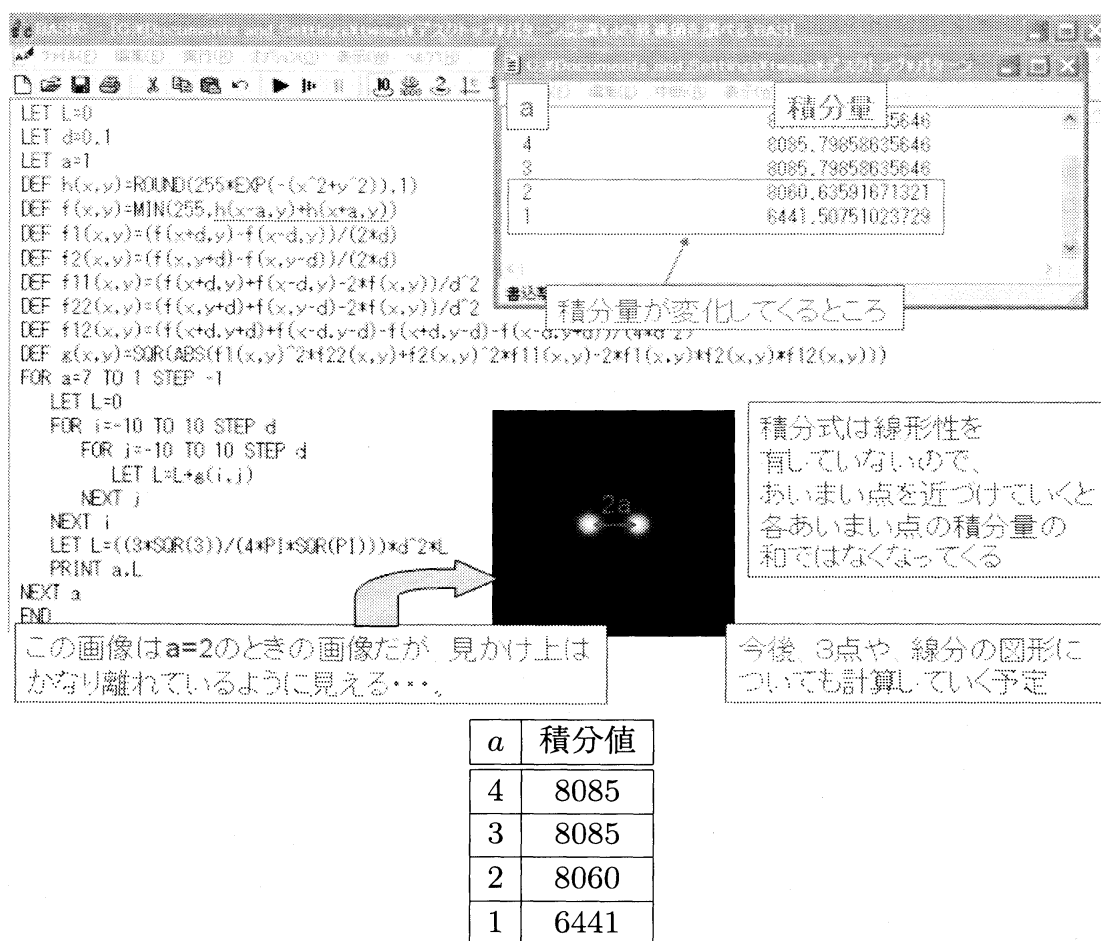 LET L=0
LET d=0.1
LET a=1
DEF h(x,y)=ROUND(255*EXP(-(x^2+y^2)),1)
DEF f(x,y)=MIN(255,h(x-a,y)+h(x+a,y))
DEF f1(x,y)=(f(x+d,y)-f(x-d,y))/(2*d)
DEF f2(x,y)=(f(x,y+d)-f(x,y-d))/(2*d)
DEF f11(x,y)=(f(x+d,y)+f(x-d,y)-2*f(x,y))/d^2
DEF f22(x,y)=(f(x,y+d)+f(x,y-d)-2*f(x,y))/d^2
DEF f12(x,y)=(f(x+d,y+d)+f(x-d,y-d)-f(x+d,y-d)-f(x-d,y+d))/(4*d^2)
DEF g(x,y)=SQR(ABS(f1(x,y)^2*f22(x,y)+f2(x,y)^2*f11(x,y)-2*f1(x,y)*f2(x,y)*f12(x,y)))
FOR a=7 TO 1 STEP -1
LET L=0
FOR i=-10 TO 10 STEP d
FOR j=-10 TO 10 STEP d
LET L=L+g(i,j)
NEXT j
NEXT i
LET L=((3*SQR(3))/(4*PI*SQR(PI)))*d^2*L
PRINT a,L
NEXT a
END
a 積分量
4 8085.79858635646
3 8085.79858635646
2 8060.63591671321
1 6441.50751023729
積分量が変化してくるところ
2a
積分式は線形性を
有していないので、
あいまい点を近づけていくと
各あいまい点の積分量の
和ではなくなってくる
この画像はa=2のときの画像だが、見かけ上は
かなり離れているように見える・・・。
今後、3点や、線分の図形に
ついても計算していく予定
a 積分値
4 8085
3 8085
2 8060
1 6441